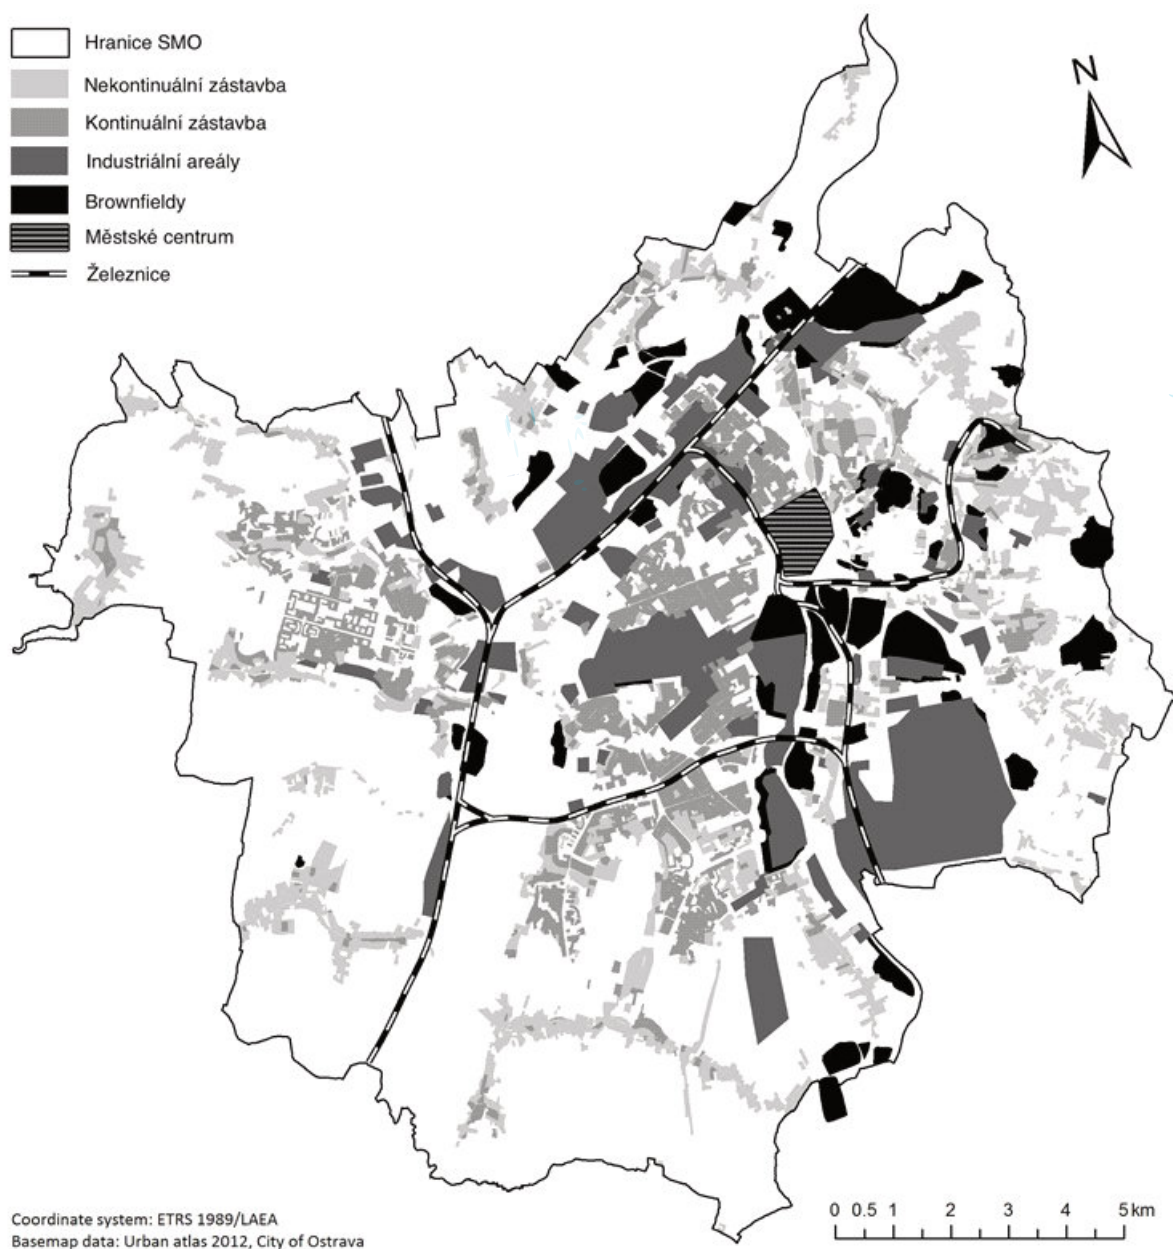 Hranice SMO
Nekontinuální zástavba
Kontinuální zástavba
Industriální areály
Brownfieldy
Městské centrum
Železnice
N
0 0.5 1 2 3 4 5 km
Coordinate system: ETRS 1989/LAEA
Basemap data: Urban atlas 2012, City of Ostrava